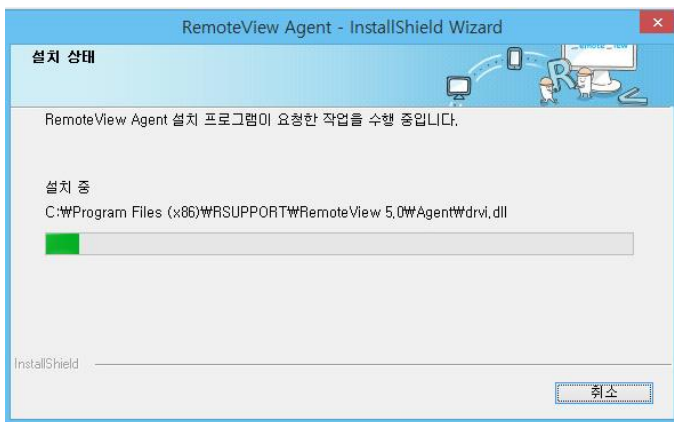 RemoteView Agent - InstallShield Wizard
설치 상태
RemoteView Agent 설치 프로그램이 요청한 작업을 수행 중입니다.
설치 중
C:₩Program Files (x86)₩RSUPPORT₩RemoteView 5.0₩Agent₩drvi.dll
InstallShield
취소